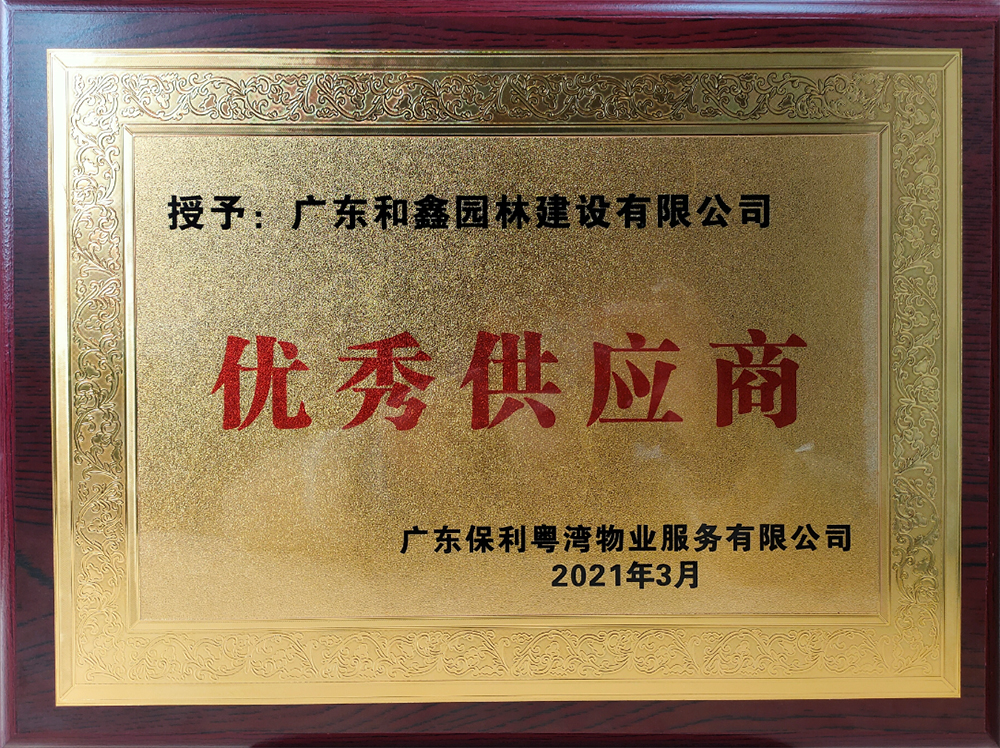 授予：广东和鑫园林建设有限公司
优秀供应商
广东保利粤湾物业服务有限公司
2021年3月